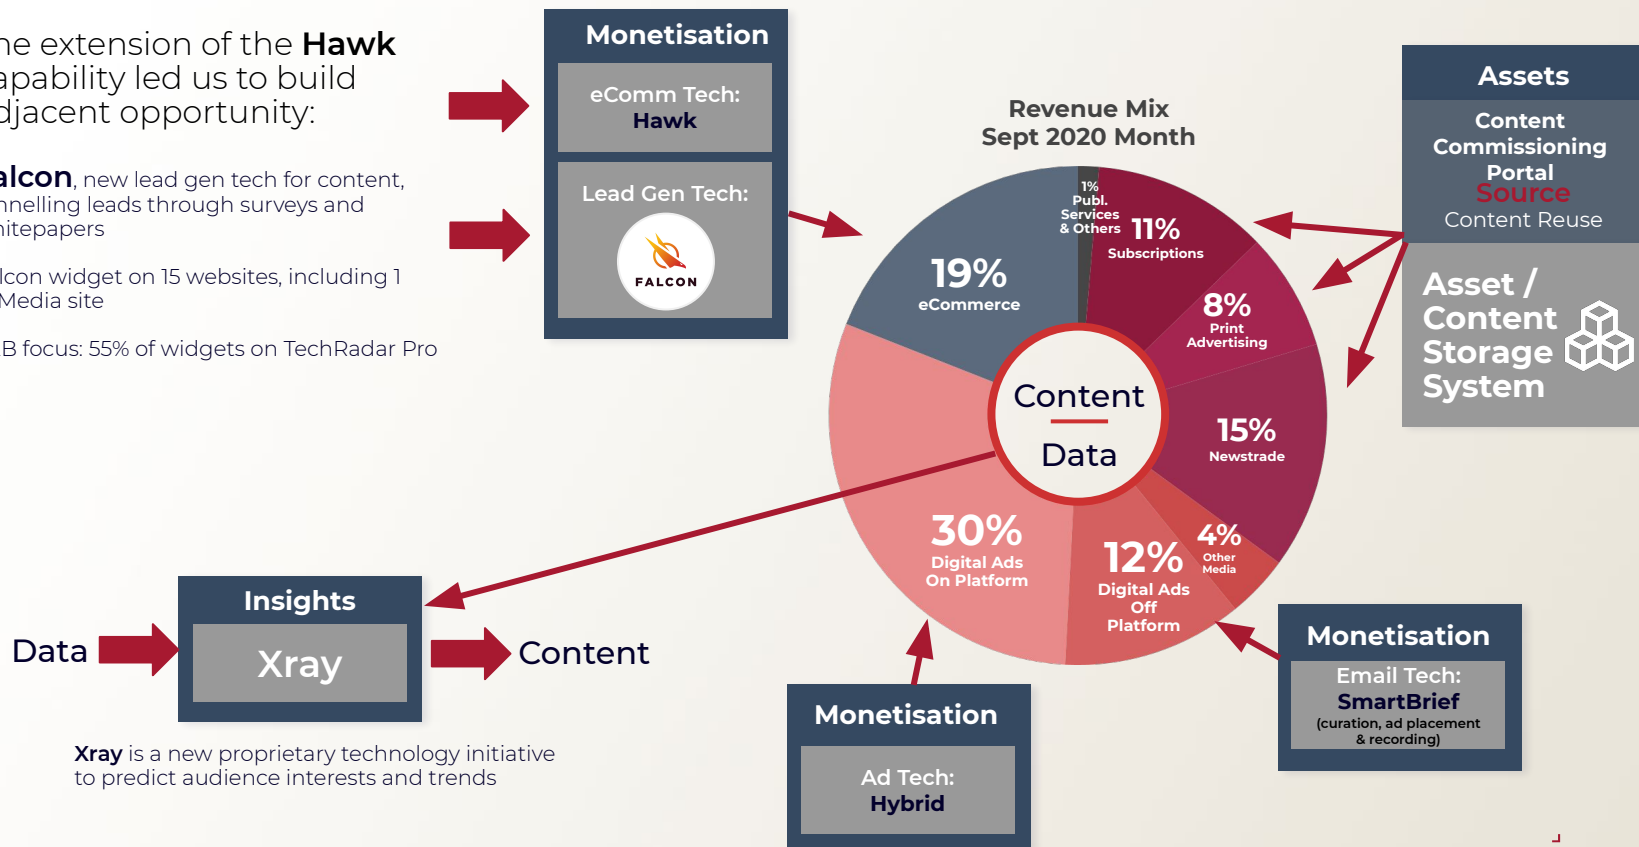 ne extension of the Hawk
apability led us to build
djacent opportunity:
alcon, new lead gen tech for content,
nnelling leads through surveys and
hitepapers
lcon widget on 15 websites, including 1
Media site
B focus: 55% of widgets on TechRadar Pro
Monetisation
eComm Tech:
Hawk
Lead Gen Tech:
FALCON
Revenue Mix
Sept 2020 Month
1%
Publ.
Services
& Others
11%
Subscriptions
19%
eCommerce
8%
Print
Advertising
Content
Data
15%
Newstrade
30%
Digital Ads
On Platform
12%
Digital Ads
Off
Platform
4%
Other
Media
Assets
Content
Commissioning
Portal
Source
Content Reuse
Asset /
Content
Storage
System
Insights
Data
Xray
Content
Xray is a new proprietary technology initiative
to predict audience interests and trends
Monetisation
Ad Tech:
Hybrid
Monetisation
Email Tech:
SmartBrief
(curation, ad placement
& recording)